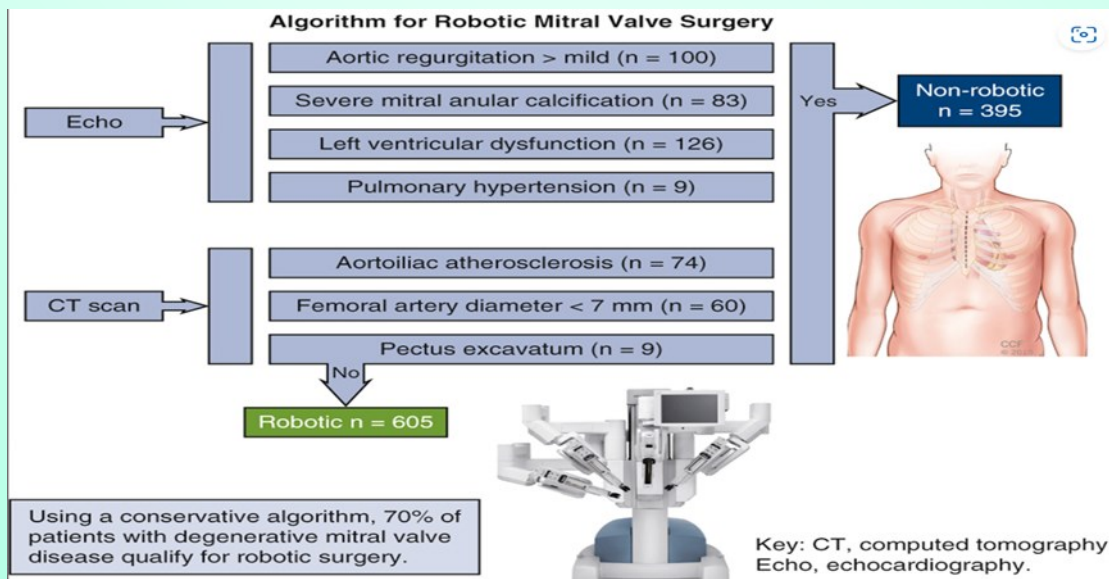 Algorithm for Robotic Mitral Valve Surgery
Echo
Aortic regurgitation > mild (n = 100)
Severe mitral anular calcification (n = 83)
Left ventricular dysfunction (n = 126)
Pulmonary hypertension (n = 9)
CT scan
Aortoiliac atherosclerosis (n = 74)
Femoral artery diameter < 7 mm (n = 60)
Pectus excavatum (n = 9)
Yes
Non-robotic
n = 395
No
Robotic n = 605
CCF
Using a conservative algorithm, 70% of
patients with degenerative mitral valve
disease qualify for robotic surgery.
Key: CT, computed tomography
Echo, echocardiography.